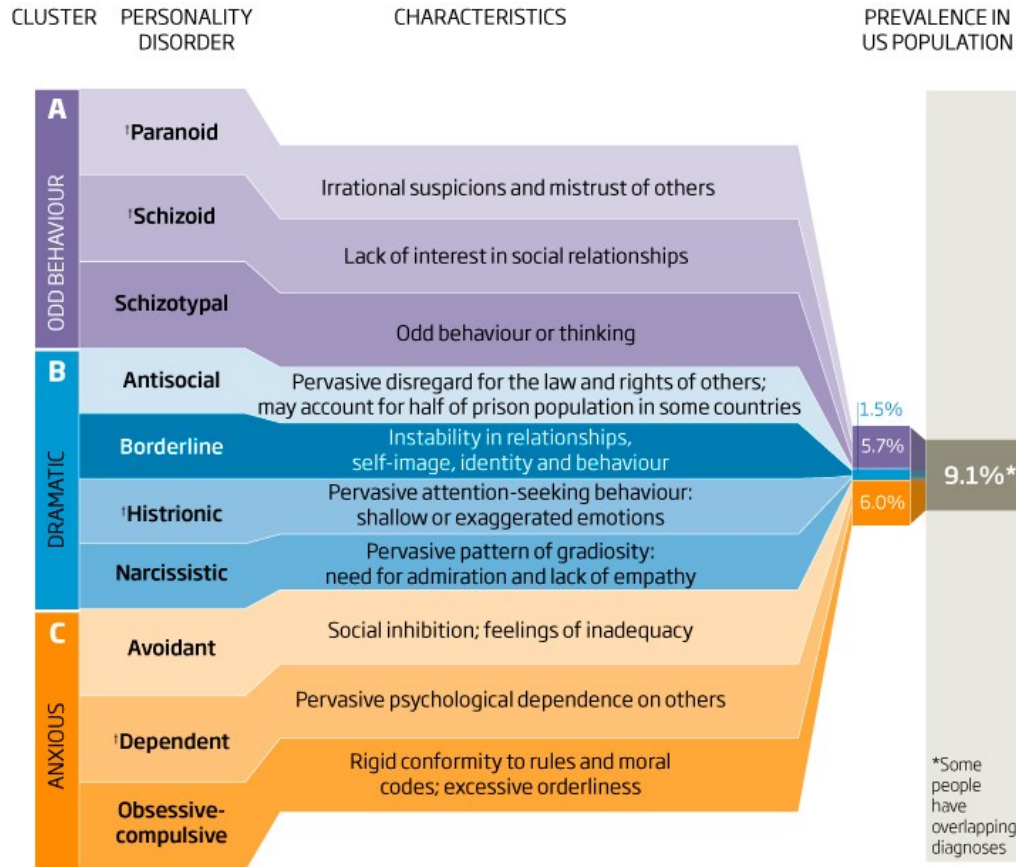 CLUSTER
PERSONALITY
DISORDER
CHARACTERISTICS
PREVALENCE IN
US POPULATION
A
ODD BEHAVIOUR
†Paranoid
Irrational suspicions and mistrust of others
†Schizoid
Lack of interest in social relationships
Schizotypal
Odd behaviour or thinking
B
DRAMATIC
Antisocial
Pervasive disregard for the law and rights of others;
may account for half of prison population in some countries
Borderline
Instability in relationships,
self-image, identity and behaviour
†Histrionic
Pervasive attention-seeking behaviour:
shallow or exaggerated emotions
Narcissistic
Pervasive pattern of gradiosity:
need for admiration and lack of empathy
C
ANXIOUS
Avoidant
Social inhibition; feelings of inadequacy
†Dependent
Pervasive psychological dependence on others
Obsessive-
compulsive
Rigid conformity to rules and moral
codes; excessive orderliness
1.5%
5.7%
6.0%
9.1%*
*Some
people
have
overlapping
diagnoses